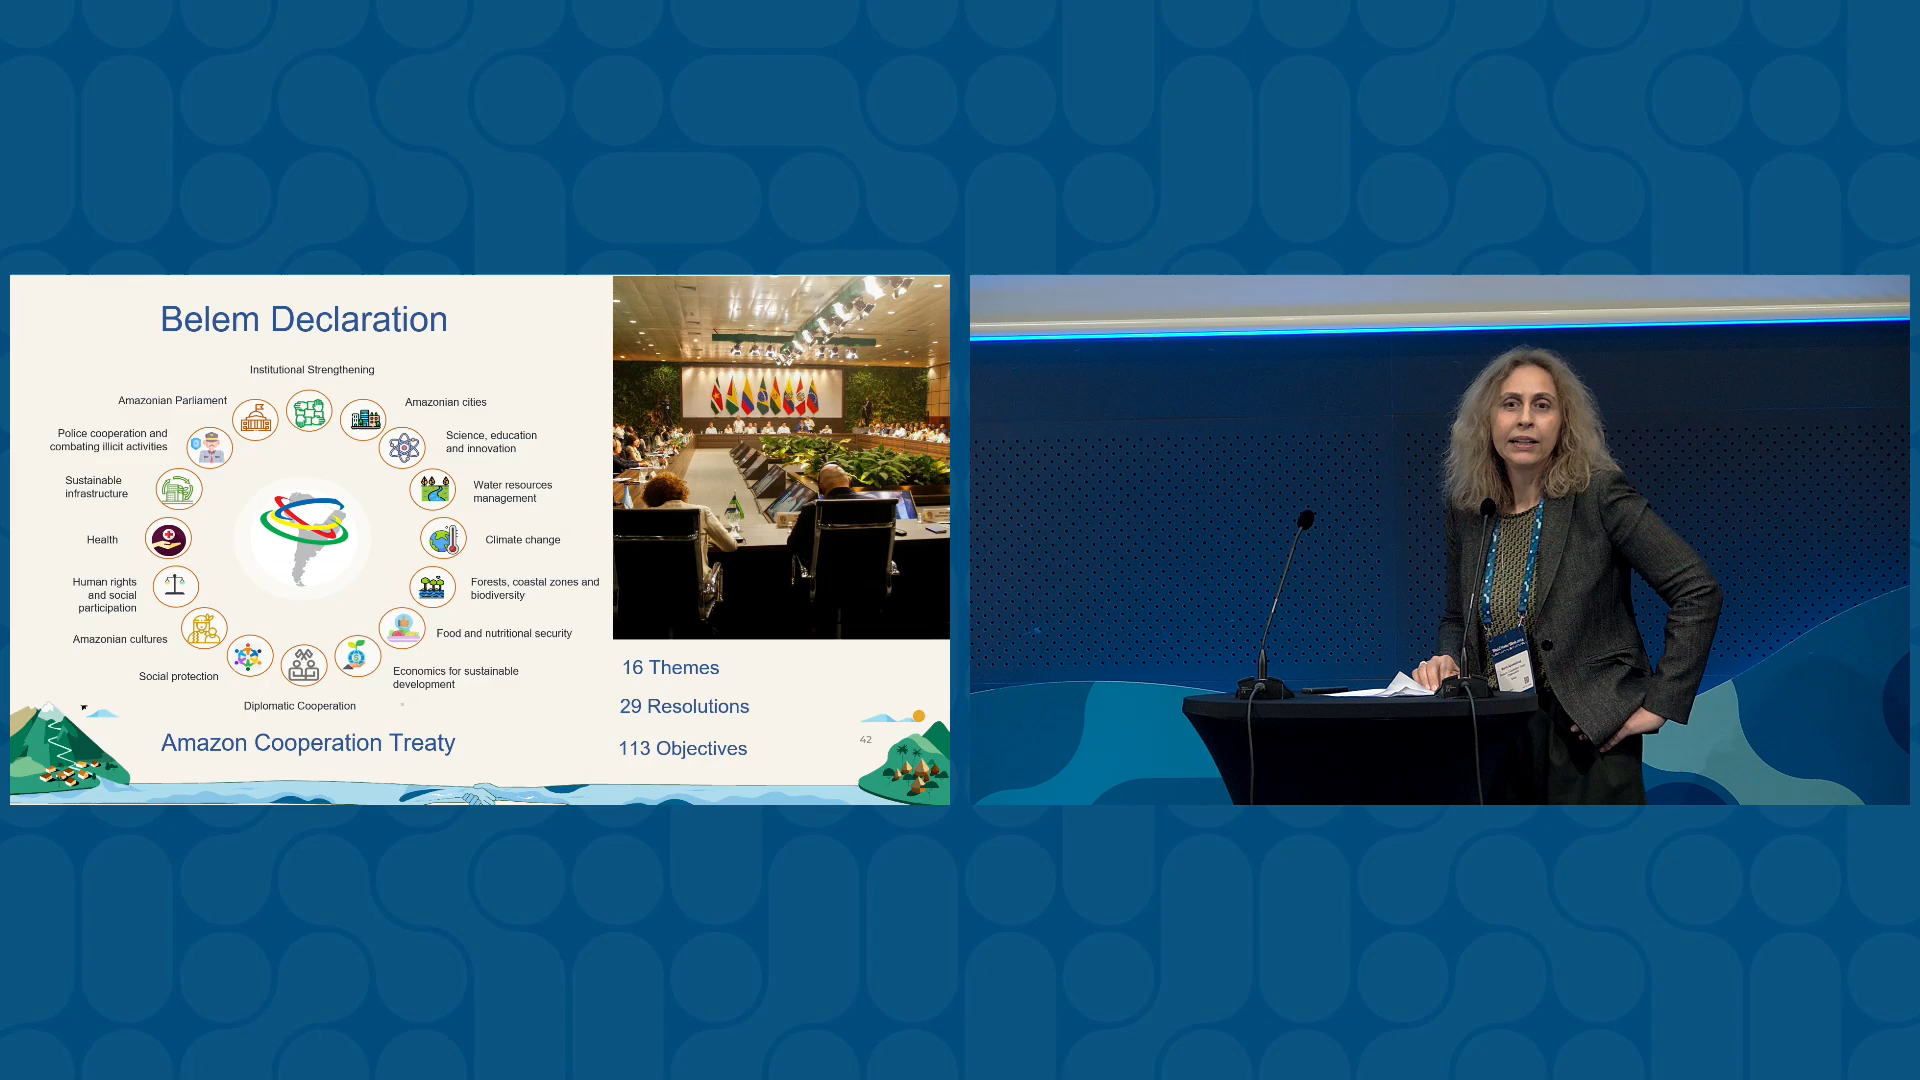 Belem Declaration
Institutional Strengthening
Amazonian Parliament
Amazonian cities
Police cooperation and
combating illicit activities
Science, education
and innovation
Sustainable
infrastructure
Water resources
management
Health
Climate change
Human rights
and social
participation
Forests, coastal zones and
biodiversity
Amazonian cultures
Food and nutritional security
Social protection
Economics for sustainable
development
Diplomatic Cooperation
Amazon Cooperation Treaty
16 Themes
29 Resolutions
113 Objectives
42